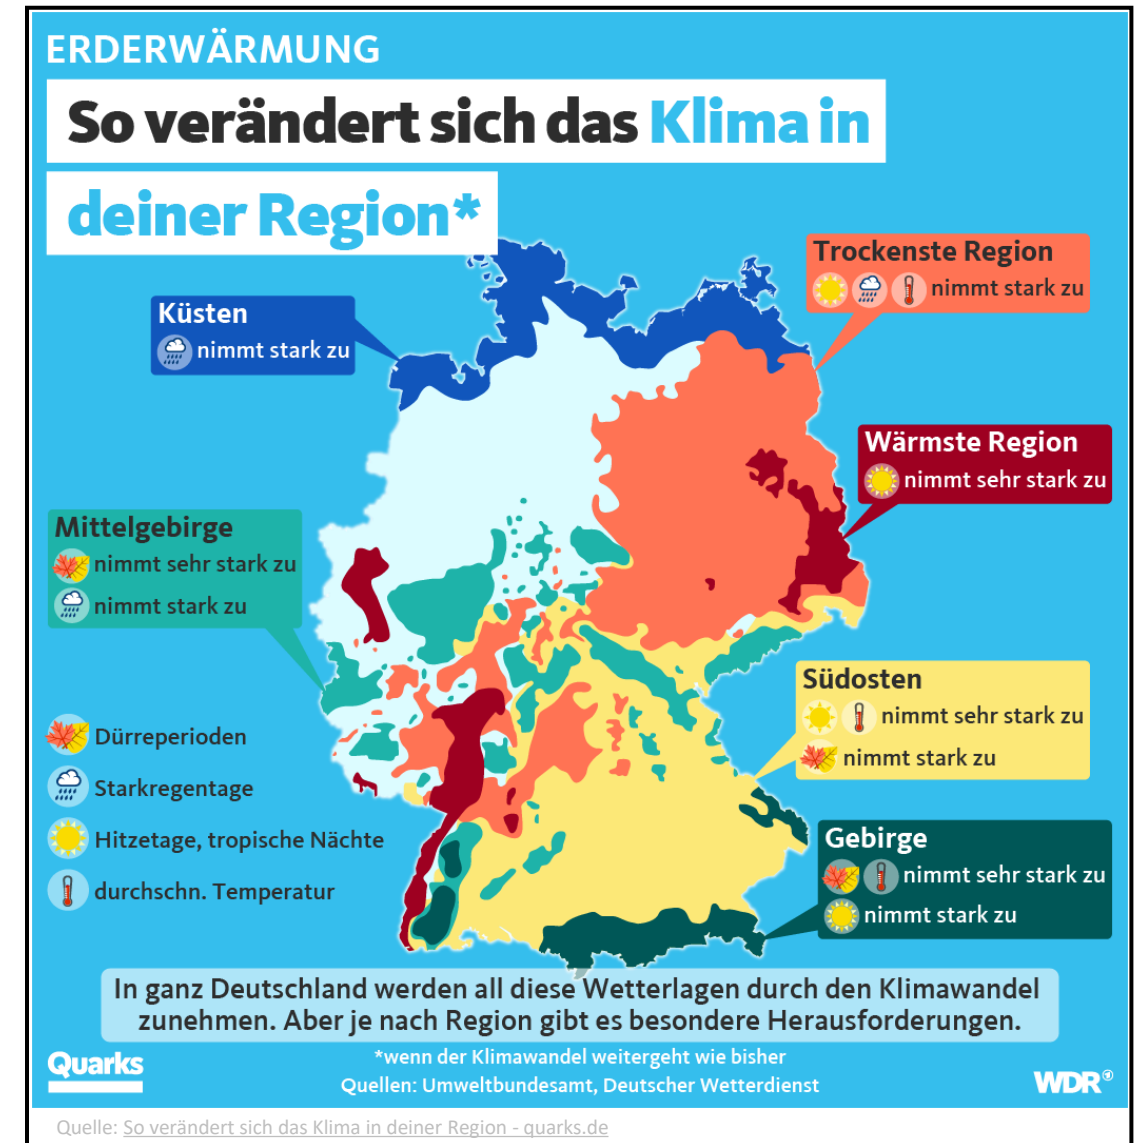 ERDERWÄRMUNG
So verändert sich das Klima in
deiner Region*
Trockenste Region
nimmt stark zu
Küsten
nimmt stark zu
Wärmste Region
nimmt sehr stark zu
Mittelgebirge
nimmt sehr stark zu
nimmt stark zu
Südosten
nimmt sehr stark zu
nimmt stark zu
Dürreperioden
Starkregentage
Hitzetage, tropische Nächte
durchschn. Temperatur
Gebirge
nimmt sehr stark zu
nimmt stark zu
In ganz Deutschland werden all diese Wetterlagen durch den Klimawandel
zunehmen. Aber je nach Region gibt es besondere Herausforderungen.
*wenn der Klimawandel weitergeht wie bisher
Quellen: Umweltbundesamt, Deutscher Wetterdienst
Quarks
WDR
Quelle: So verändert sich das Klima in deiner Region - quarks.de